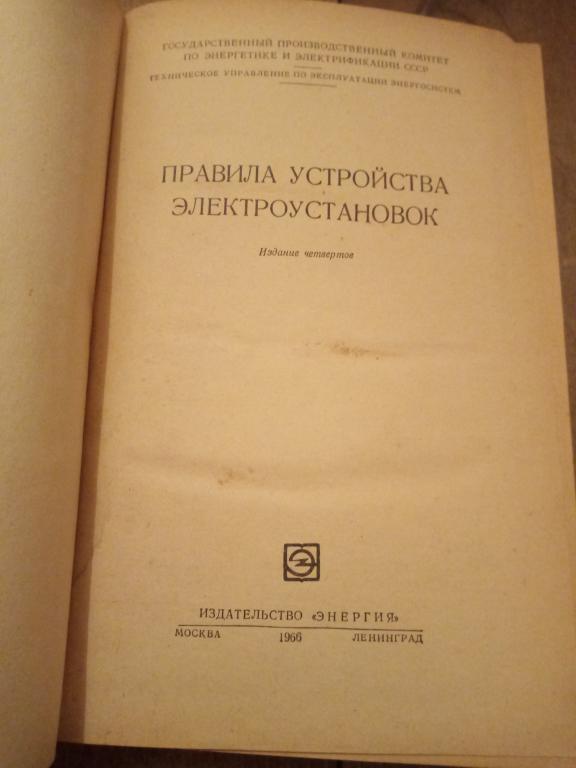 ГОСУДАРСТВЕННЫЙ ПРОИЗВОДСТВЕННЫЙ КОМИТЕТ
ПО ЭНЕРГЕТИКЕ И ЭЛЕКТРИФИКАЦИИ СССР
ТЕХНИЧЕСКОЕ УПРАВЛЕНИЕ ПО ЭКСПЛУАТАЦИИ ЭНЕРГОСИСТЕМ
ПРАВИЛА УСТРОЙСТВА
ЭЛЕКТРОУСТАНОВОК
Издание четвертов
ИЗДАТЕЛЬСТВО «ЭНЕРГИЯ»
МОСКВА 1966 ЛЕНИНГРАД